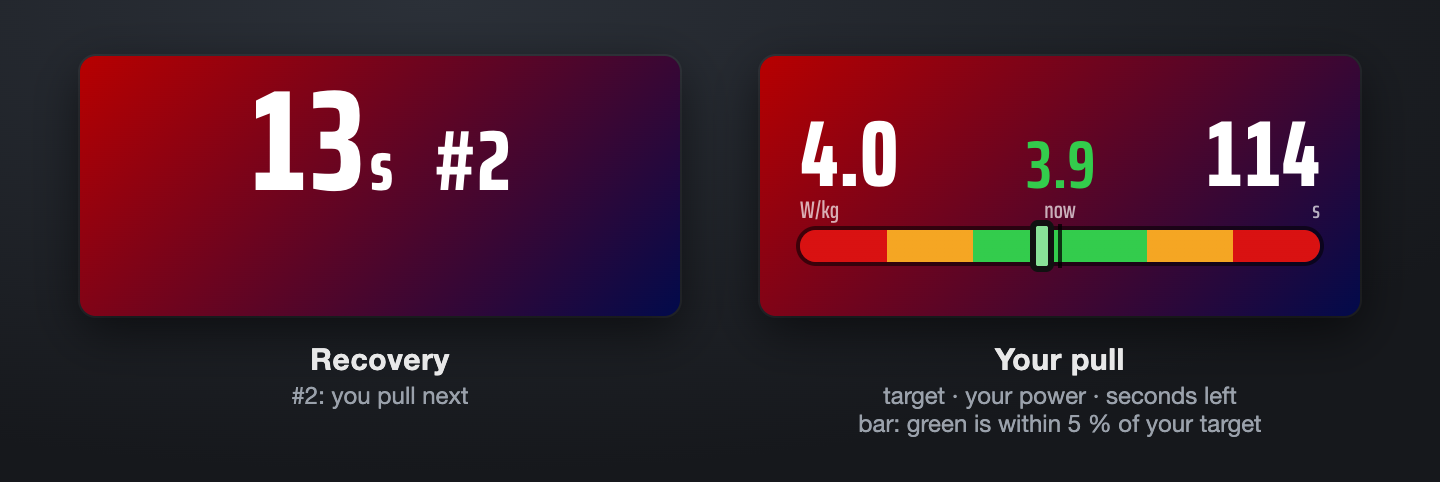 13s #2
4.0 3.9 114
W/kg now s
Recovery
#2: you pull next
Your pull
target · your power · seconds left
bar: green is within 5 % of your target